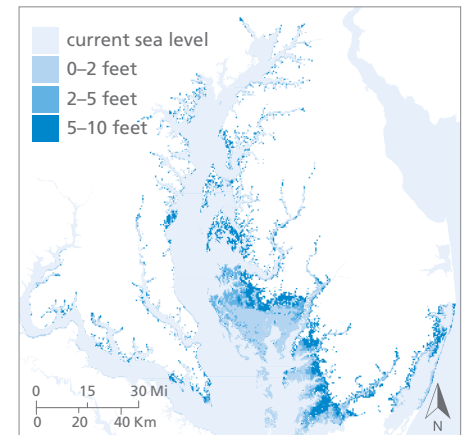 current sea level
0–2 feet
2–5 feet
5–10 feet
0 15 30 Mi
0 20 40 Km
N